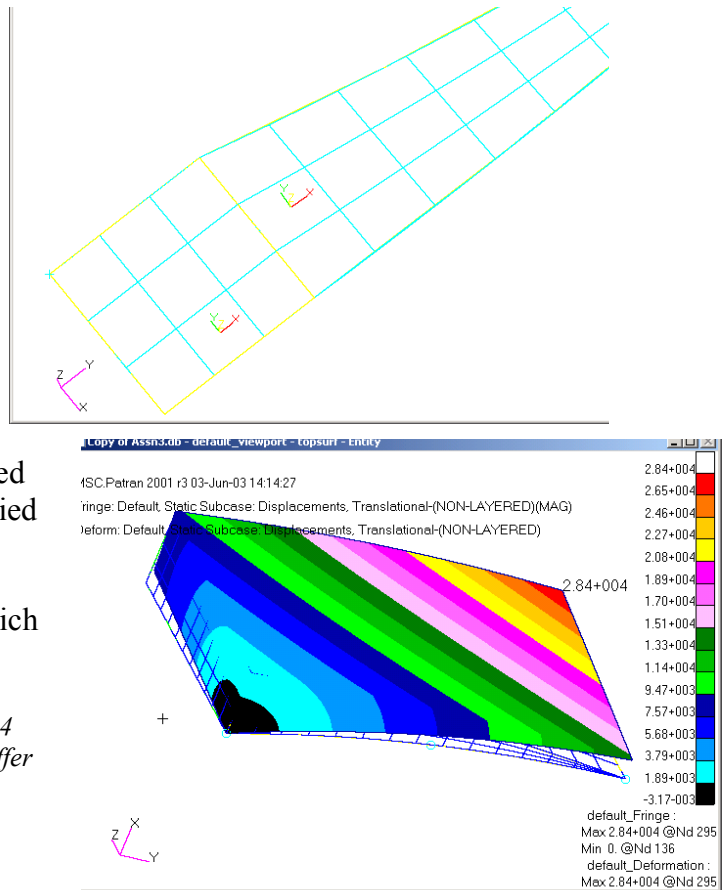 Y
X
Y
X
Z
Y
X
Copy of Assn3.db - default_viewport - topsurf - Entity
MSC.Patran 2001 r3 03-Jun-03 14:14:27
Fringe: Default, Static Subcase: Displacements, Translational-(NON-LAYERED)(MAG)
Deform: Default, Static Subcase: Displacements, Translational-(NON-LAYERED)
ed
ied
ich
4
ffer
2.84+004
2.84+004
2.65+004
2.46+004
2.27+004
2.08+004
1.89+004
1.70+004
1.51+004
1.33+004
1.14+004
9.47+003
7.57+003
5.68+003
3.79+003
1.89+003
-3.17-003
default_Fringe :
Max 2.84+004 @Nd 295
Min 0. @Nd 136
default_Deformation :
Max 2.84+004 @Nd 295
Z
X
Y